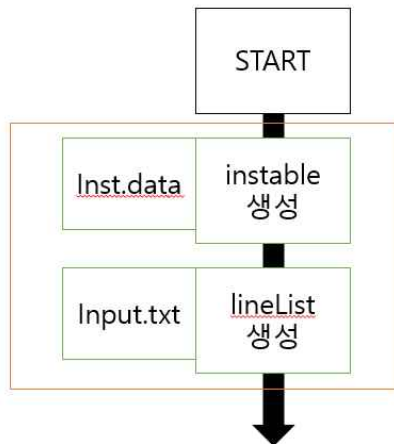 START
Inst.data
instable
생성
Input.txt
lineList
생성